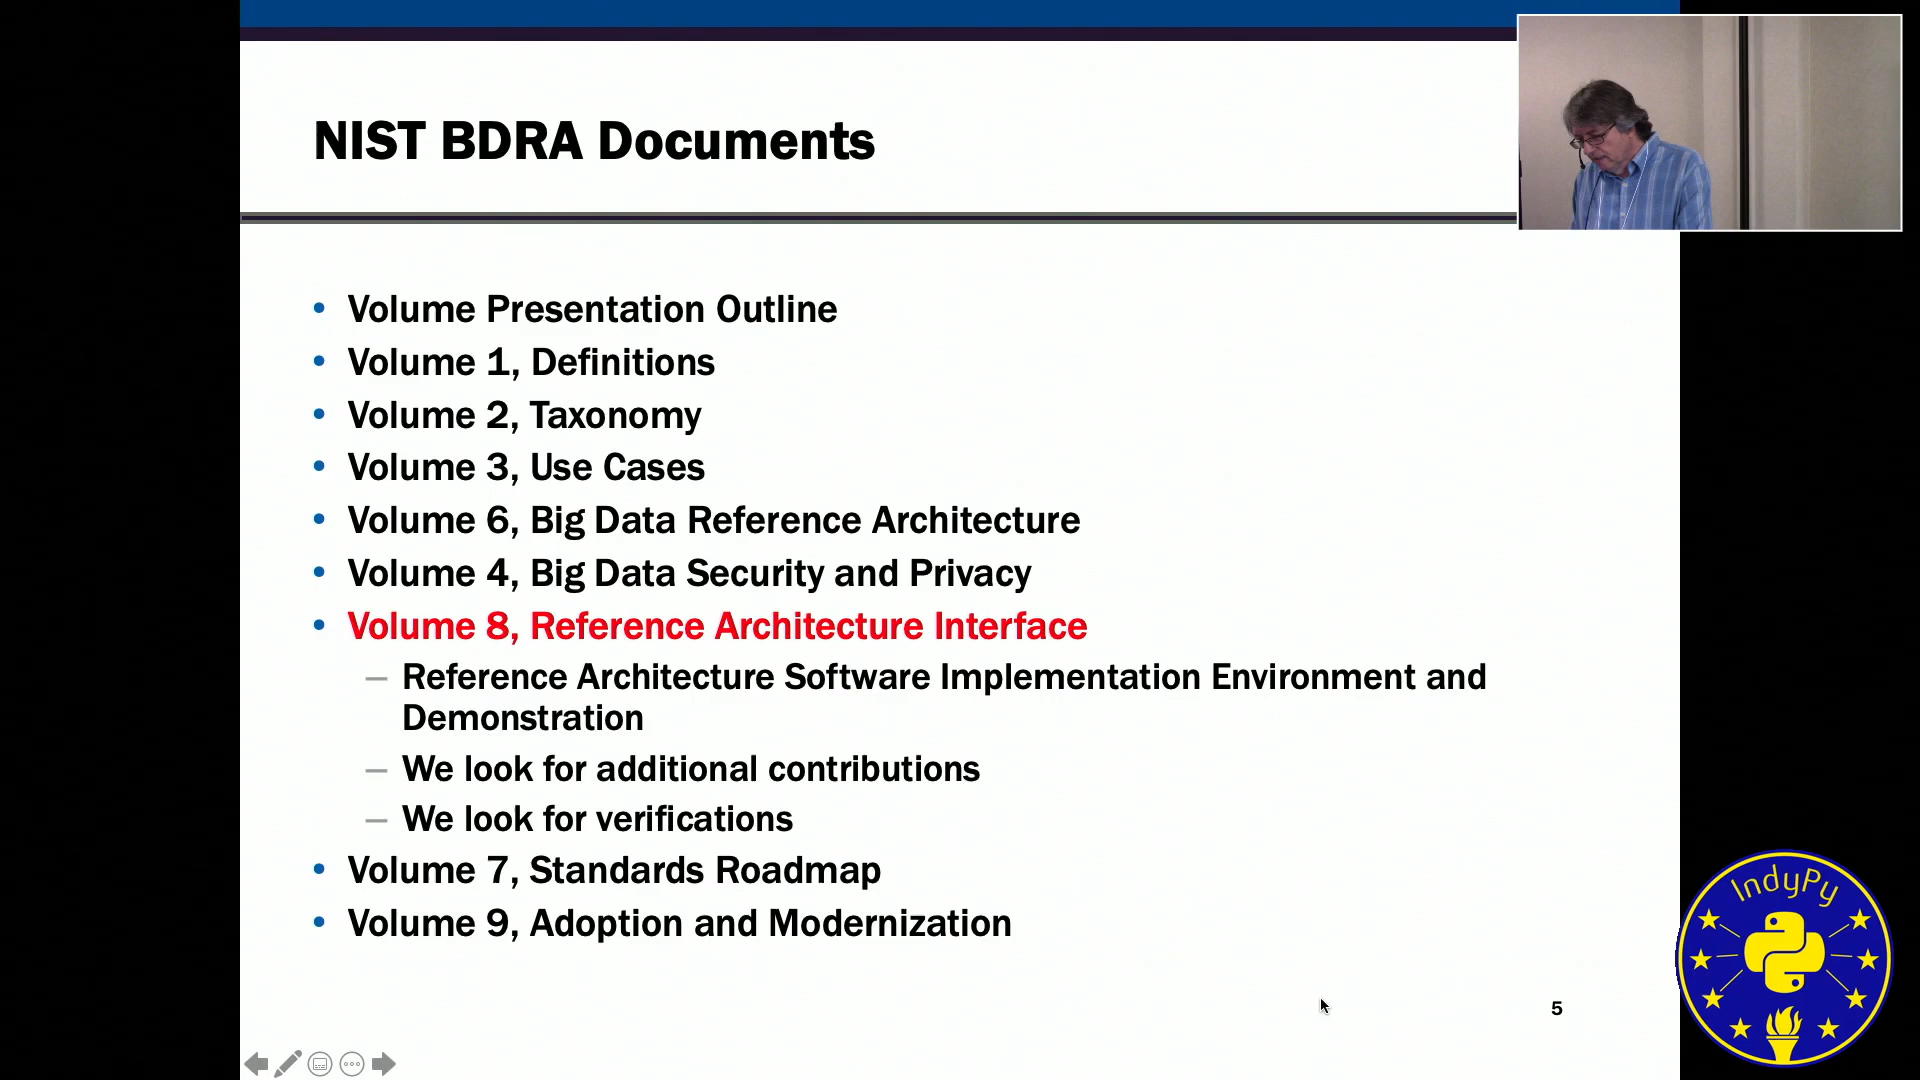 NIST BDRA Documents
• Volume Presentation Outline
• Volume 1, Definitions
• Volume 2, Taxonomy
• Volume 3, Use Cases
• Volume 6, Big Data Reference Architecture
• Volume 4, Big Data Security and Privacy
• Volume 8, Reference Architecture Interface
– Reference Architecture Software Implementation Environment and
Demonstration
– We look for additional contributions
– We look for verifications
• Volume 7, Standards Roadmap
• Volume 9, Adoption and Modernization
5
IndyPy